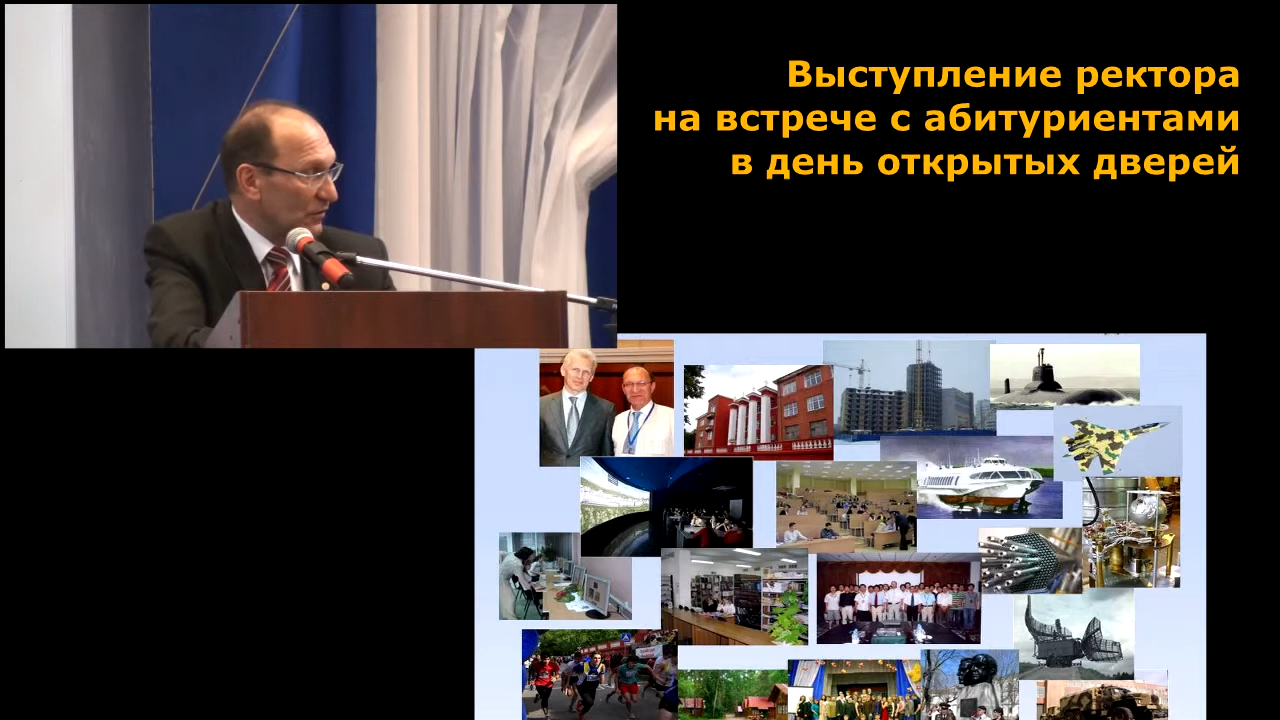 Выступление ректора
на встрече с абитуриентами
в день открытых дверей